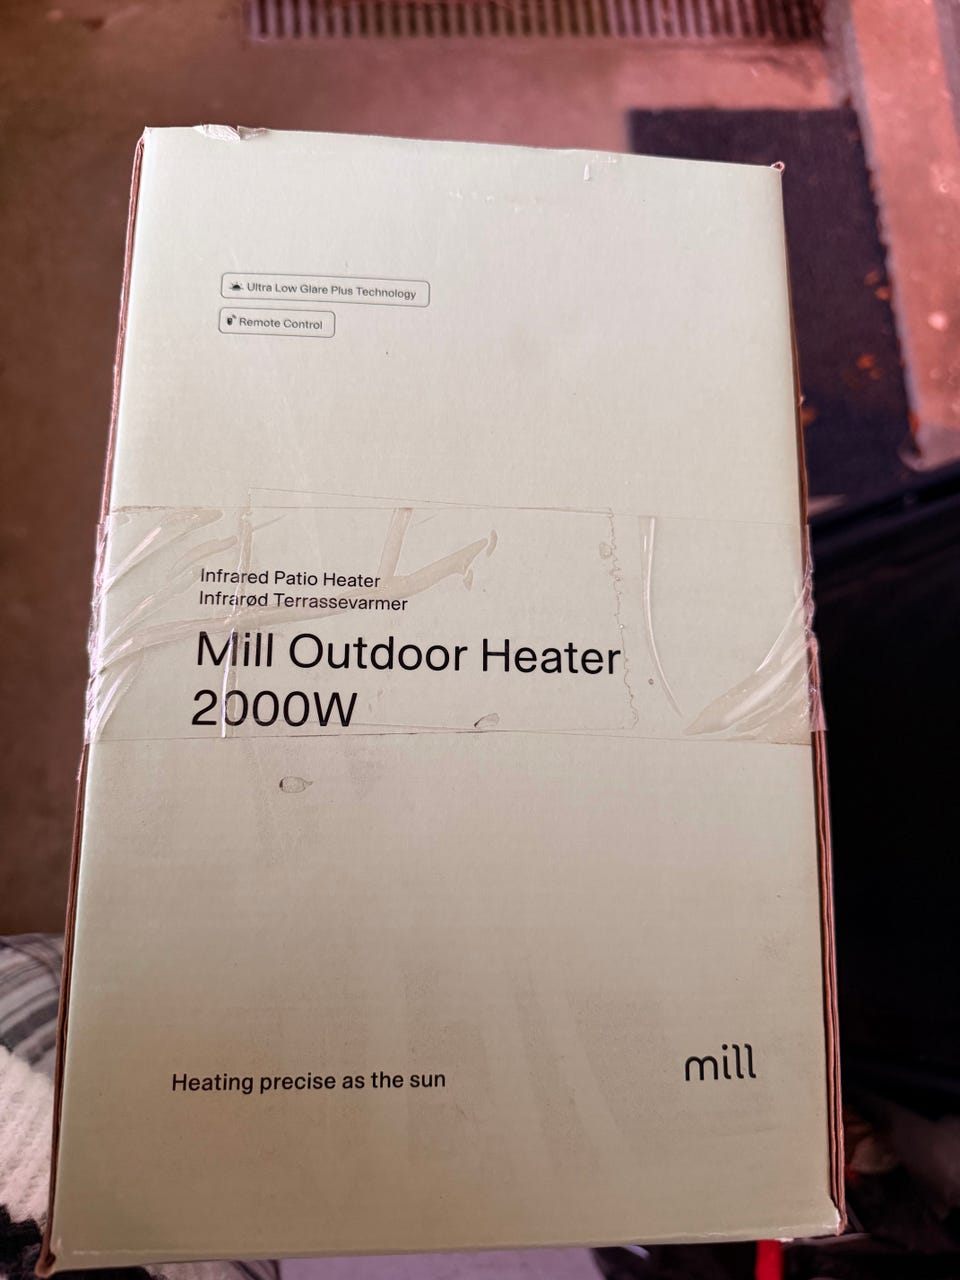 Ultra Low Glare Plus Technology
Remote Control
Infrared Patio Heater
Infrarød Terrassevarmer
Mill Outdoor Heater
2000W
Heating precise as the sun
mill